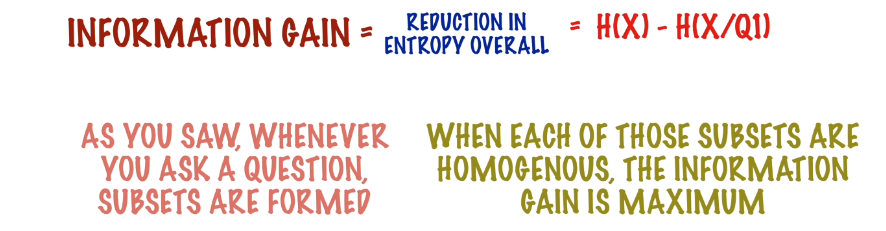 INFORMATION GAIN = REDUCTION IN ENTROPY OVERALL = H(X) - H(X/Q1)
AS YOU SAW, WHENEVER
YOU ASK A QUESTION,
SUBSETS ARE FORMED
WHEN EACH OF THOSE SUBSETS ARE
HOMOGENOUS, THE INFORMATION
GAIN IS MAXIMUM